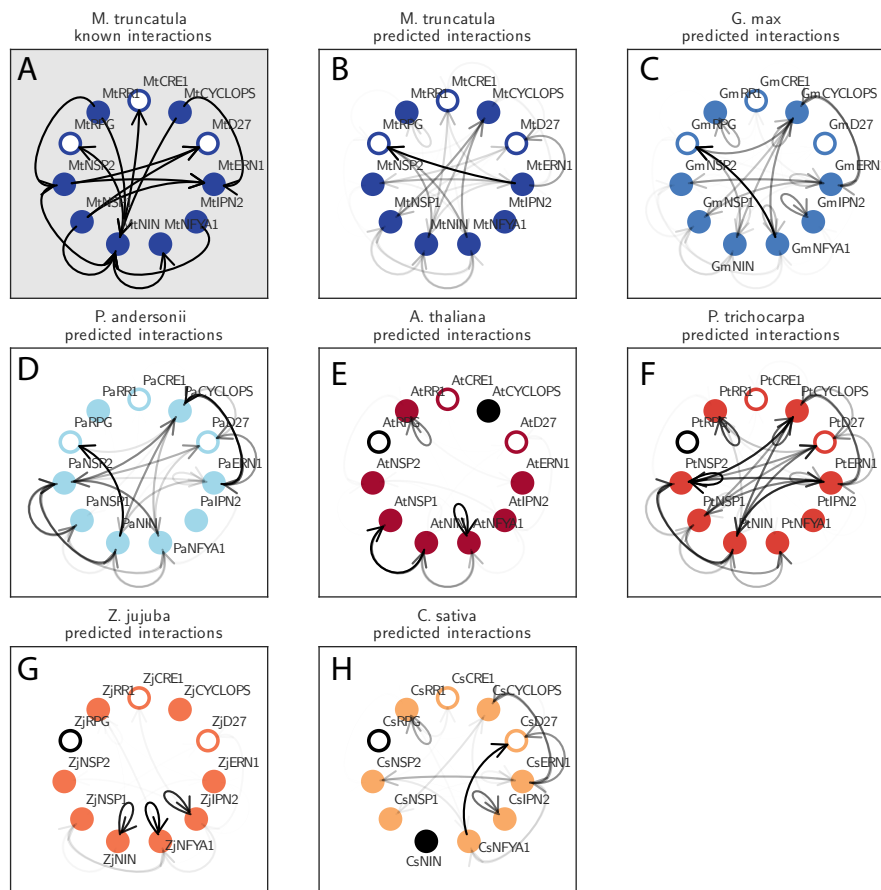 M. truncatula
known interactions
A
MtCRE1
MtRR1
MtCYCLOPS
MtRPG
MtD27
MtNSP2
MtERN1
MtNSP1
MtIPN2
MtNIN
MtNFYA1
M. truncatula
predicted interactions
B
MtCRE1
MtRR1
MtCYCLOPS
MtRPG
MtD27
MtNSP2
MtERN1
MtNSP1
MtIPN2
MtNIN
MtNFYA1
G. max
predicted interactions
C
GmCRE1
GmRR1
GmCYCLOPS
GmRPG
GmD27
GmNSP2
GmERN1
GmNSP1
GmIPN2
GmNIN
GmNFYA1
P. andersonii
predicted interactions
D
PaCRE1
PaRR1
PaCYCLOPS
PaRPG
PaD27
PaNSP2
PaERN1
PaNSP1
PaIPN2
PaNIN
PaNFYA1
A. thaliana
predicted interactions
E
AtCRE1
AtRR1
AtCYCLOPS
AtRPG
AtD27
AtNSP2
AtERN1
AtNSP1
AtIPN2
AtNIN
AtNFYA1
P. trichocarpa
predicted interactions
F
PtCRE1
PtRR1
PtCYCLOPS
PtRPG
PtD27
PtNSP2
PtERN1
PtNSP1
PtIPN2
PtNIN
PtNFYA1
Z. jujuba
predicted interactions
G
ZjCRE1
ZjRR1
ZjCYCLOPS
ZjRPG
ZjD27
ZjNSP2
ZjERN1
ZjNSP1
ZjIPN2
ZjNIN
ZjNFYA1
C. sativa
predicted interactions
H
CsCRE1
CsRR1
CsCYCLOPS
CsRPG
CsD27
CsNSP2
CsERN1
CsNSP1
CsIPN2
CsNIN
CsNFYA1